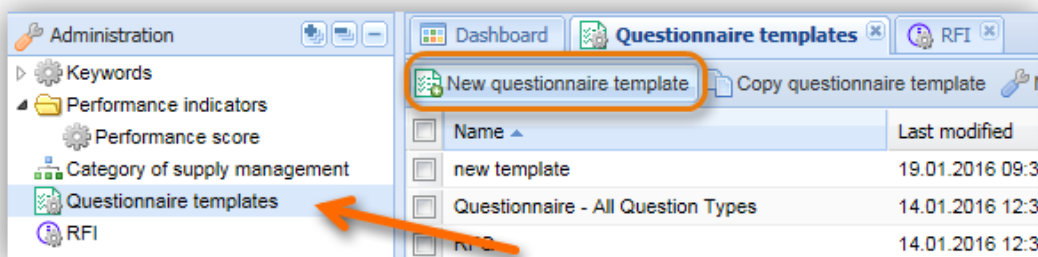 Administration
Keywords
Performance indicators
Performance score
Category of supply management
Questionnaire templates
RFI
Dashboard Questionnaire templates RFI
New questionnaire template Copy questionnaire template
Name Last modified
new template 19.01.2016 09:3
Questionnaire - All Question Types 14.01.2016 12:3
14.01.2016 12:3